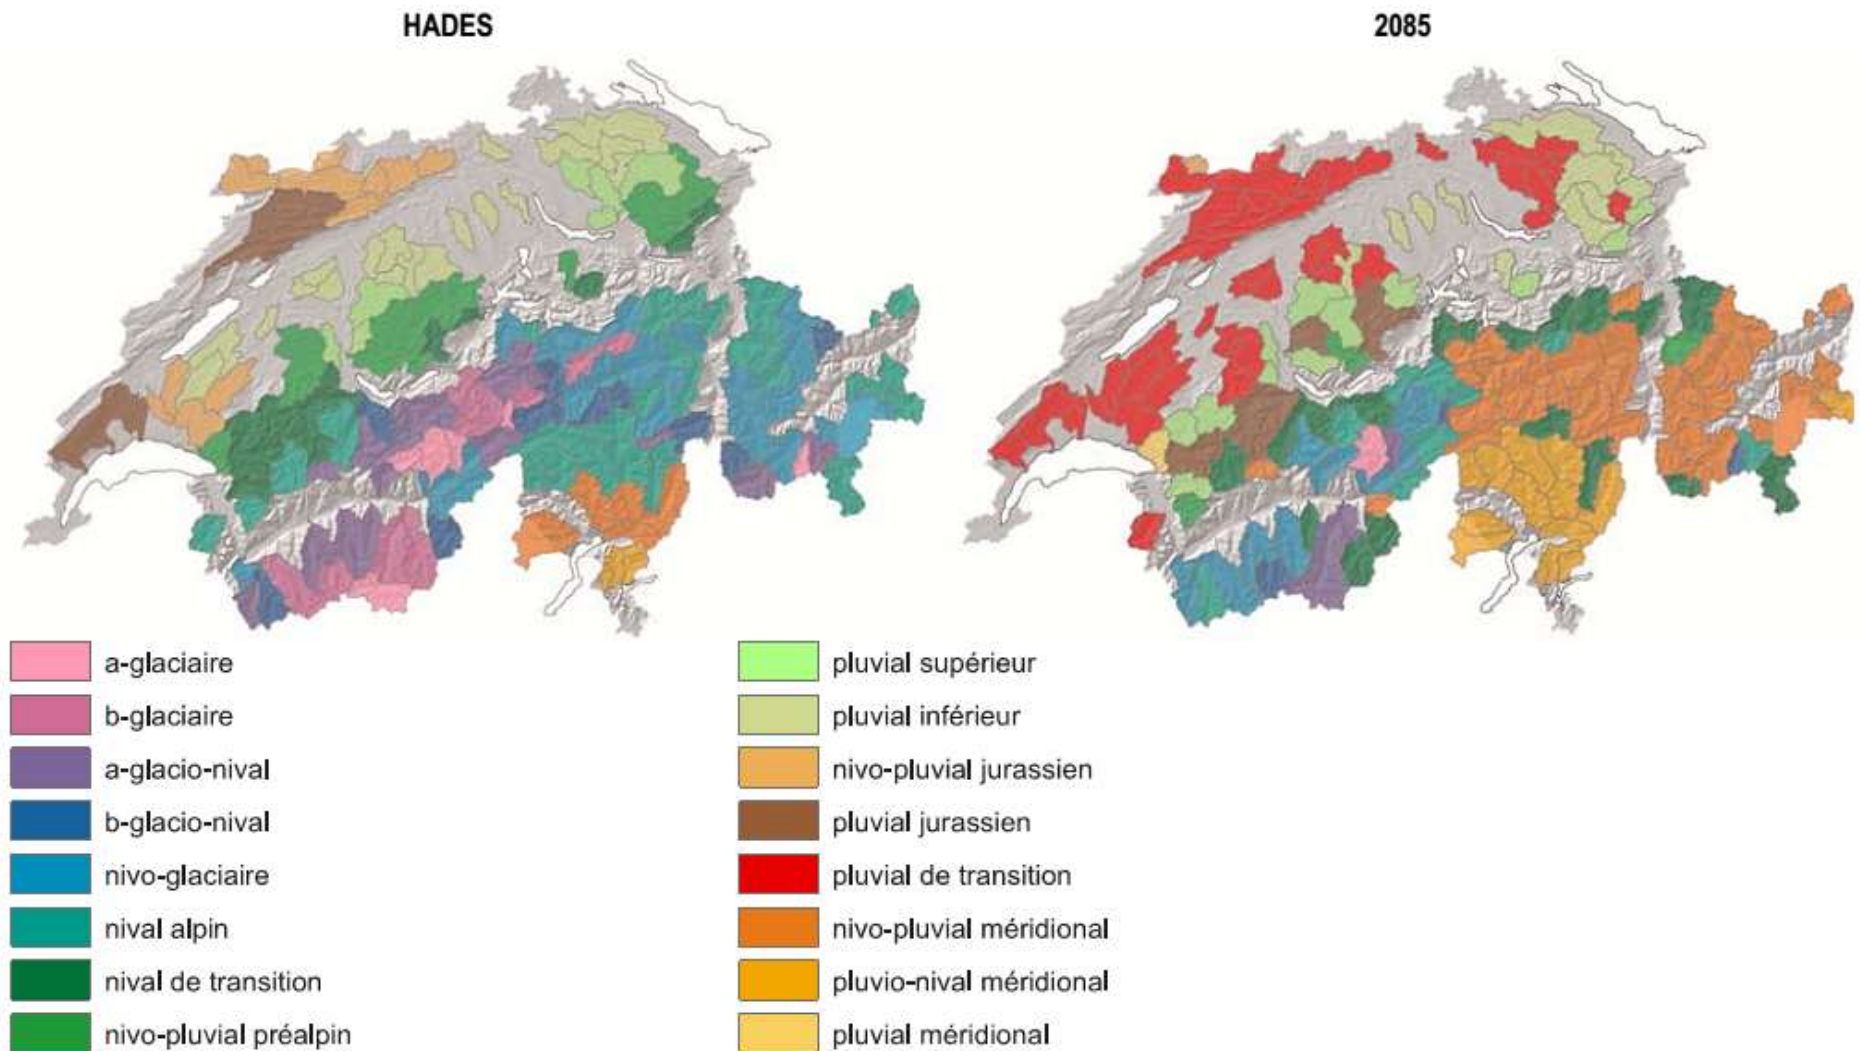 HADES
2085
a-glaciaire
b-glaciaire
a-glacio-nival
b-glacio-nival
nivo-glaciaire
nival alpin
nival de transition
nivo-pluvial préalpin
pluvial supérieur
pluvial inférieur
nivo-pluvial jurassien
pluvial jurassien
pluvial de transition
nivo-pluvial méridional
pluvio-nival méridional
pluvial méridional